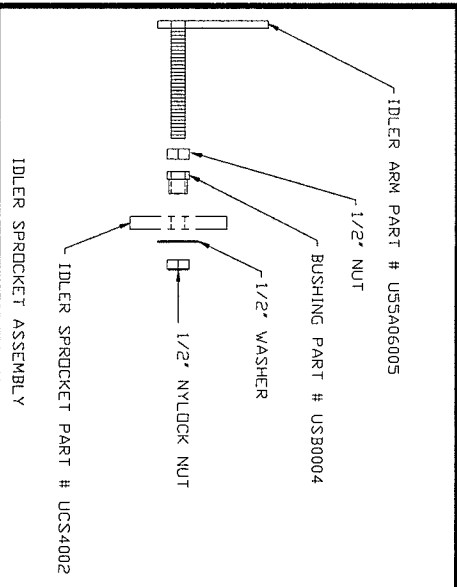 IDLER ARM PART # U55A06005
1/2" NUT
BUSHING PART # USB0004
1/2" WASHER
1/2" NYLOCK NUT
IDLER SPROCKET PART # UCS4002
IDLER SPROCKET ASSEMBLY